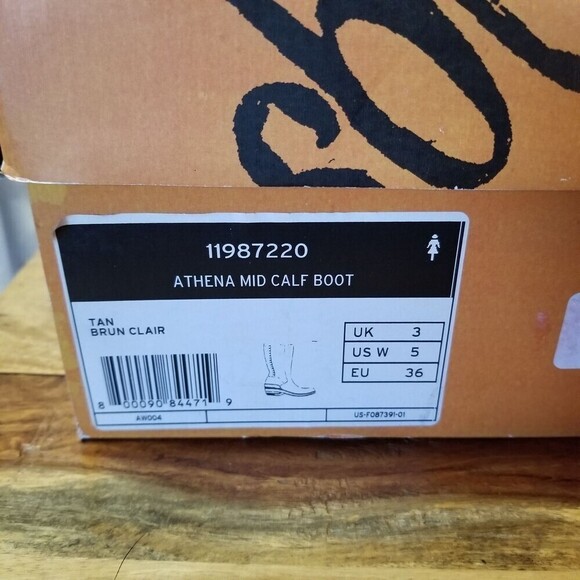 11987220
ATHENA MID CALF BOOT
TAN
BRUN CLAIR
UK 3
US W 5
EU 36
8 00090 84471 9
AW004
US-F087391-01